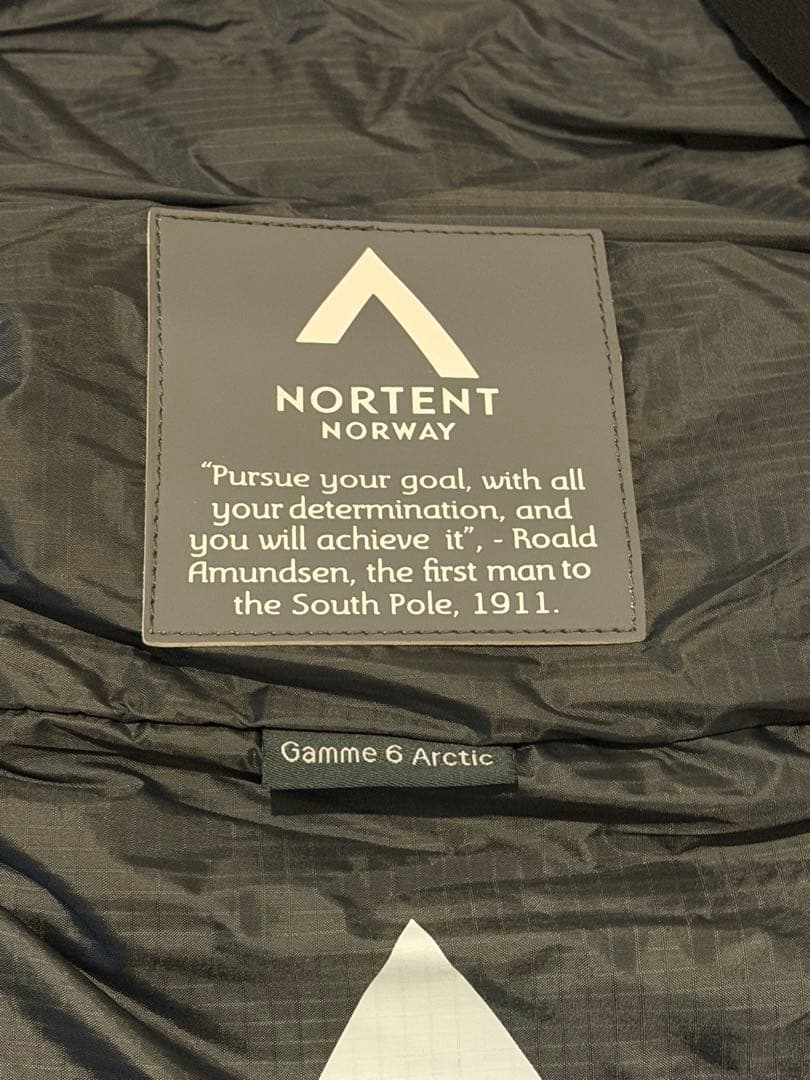 NORTENT
NORWAY
“Pursue your goal, with all
your determination, and
you will achieve it”, - Roald
Amundsen, the first man to
the South Pole, 1911.
Gamme 6 Arctic